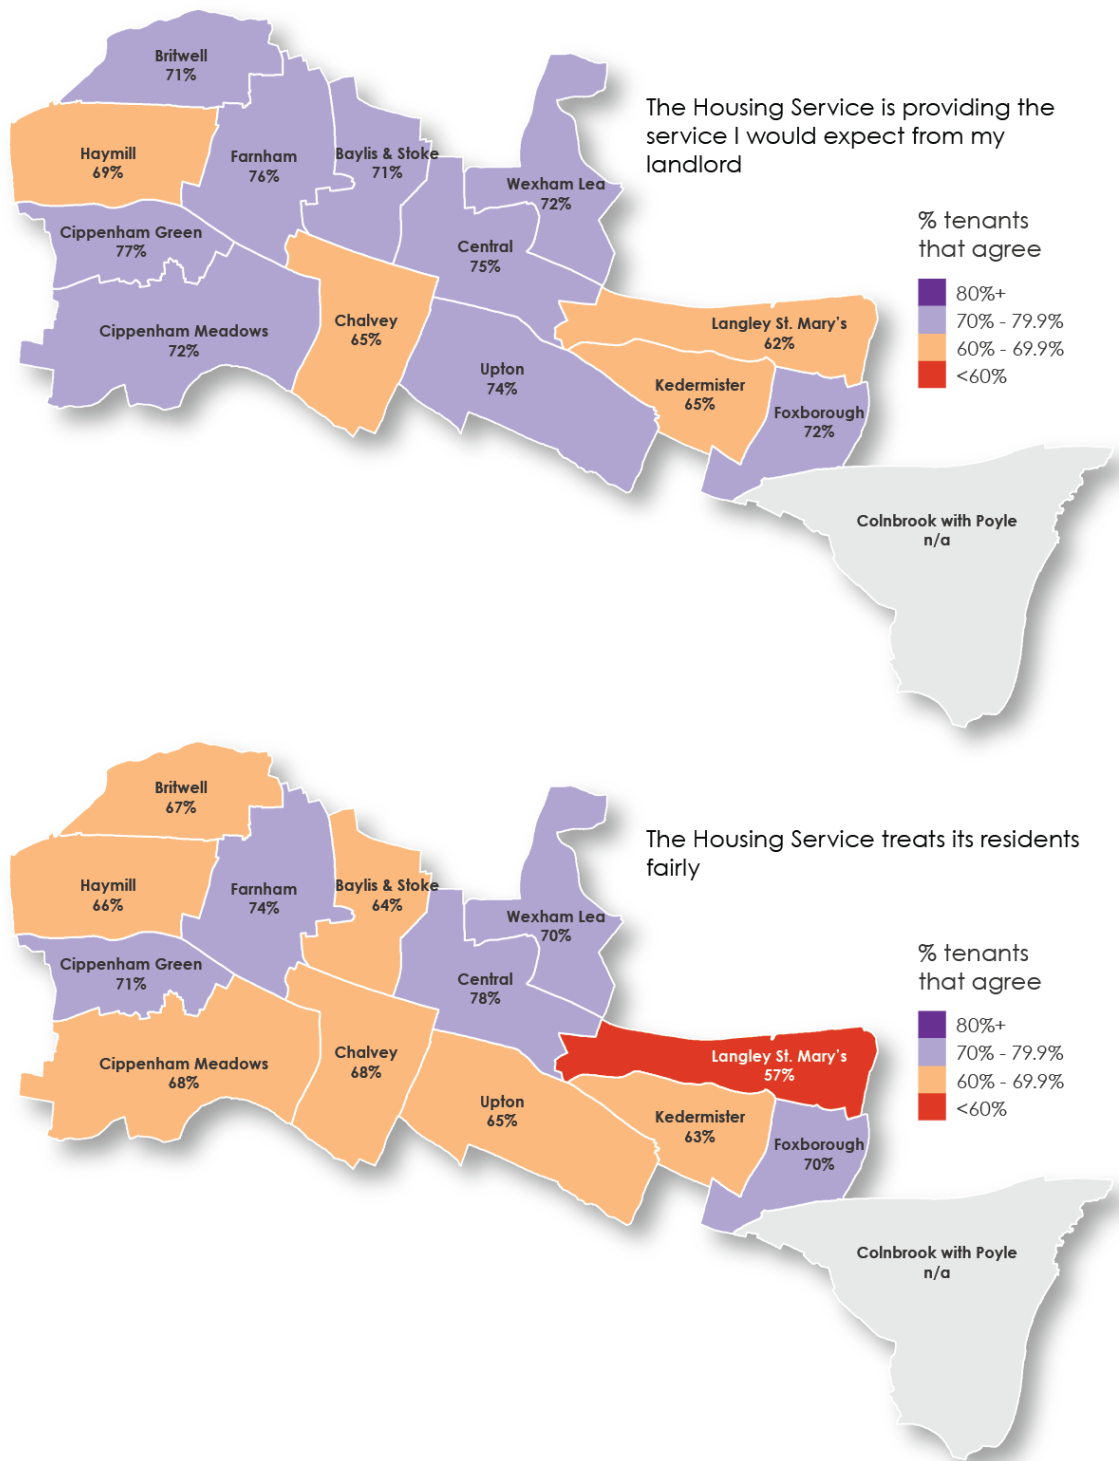 Britwell
71%
The Housing Service is providing the
service I would expect from my
landlord
Haymill
69%
Farnham
76%
Baylis & Stoke
71%
Wexham Lea
72%
Cippenham Green
77%
Central
75%
% tenants
that agree
80%+
70% - 79.9%
60% - 69.9%
<60%
Cippenham Meadows
72%
Chalvey
65%
Langley St. Mary's
62%
Upton
74%
Kedermister
65%
Foxborough
72%
Colnbrook with Poyle
n/a
Britwell
67%
The Housing Service treats its residents
fairly
Haymill
66%
Farnham
74%
Baylis & Stoke
64%
Wexham Lea
70%
Cippenham Green
71%
Central
78%
% tenants
that agree
80%+
70% - 79.9%
60% - 69.9%
<60%
Cippenham Meadows
68%
Chalvey
68%
Langley St. Mary's
57%
Upton
65%
Kedermister
63%
Foxborough
70%
Colnbrook with Poyle
n/a